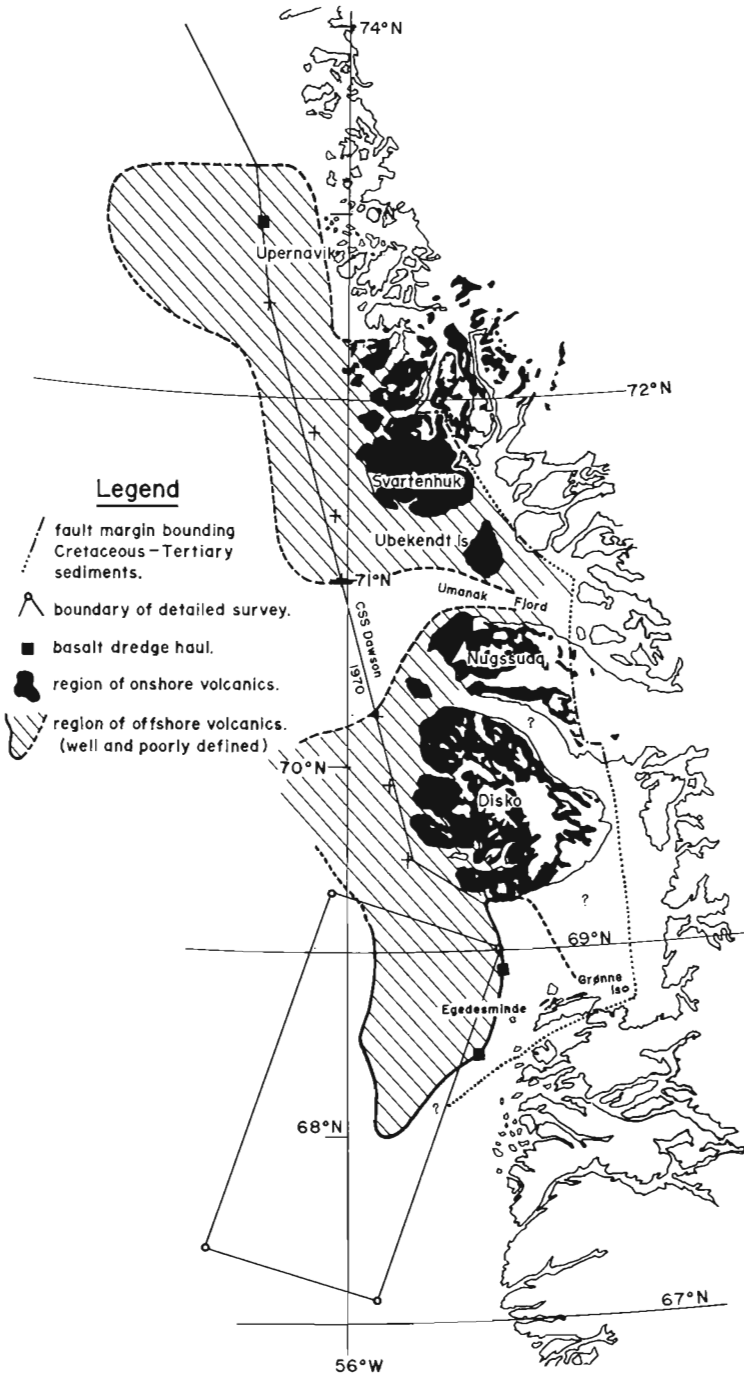 74°N
N
Upernavik
72°N
Svartenhuk
Legend
fault margin bounding
Cretaceous-Tertiary
sediments.
boundary of detailed survey.
basalt dredge haul.
region of onshore volcanics.
region of offshore volcanics.
(well and poorly defined)
Ubekendt Is
71°N
Umanak Fjord
CSS Dawson
1970
Nugssuaq
?
70°N
Disko
?
69°N
Grønne
Is
Egedesminde
?
68°N
67°N
56°W